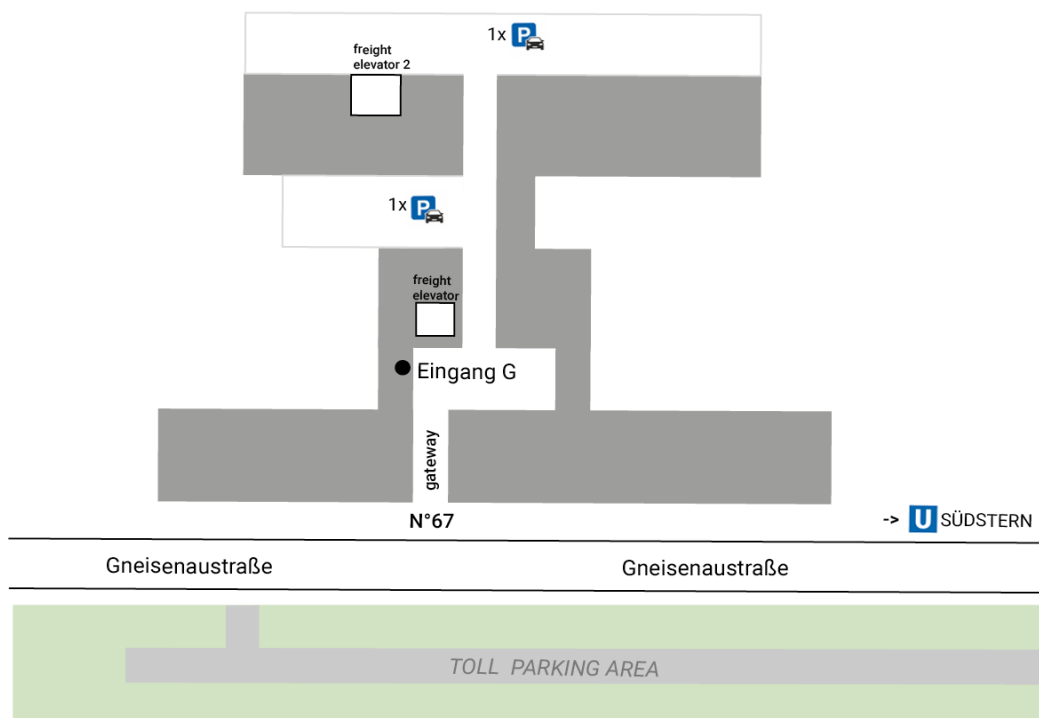 1x P
freight
elevator 2
1x P
freight
elevator
Eingang G
gateway
N°67
-> U SÜDSTERN
Gneisenaustraße
Gneisenaustraße
TOLL PARKING AREA